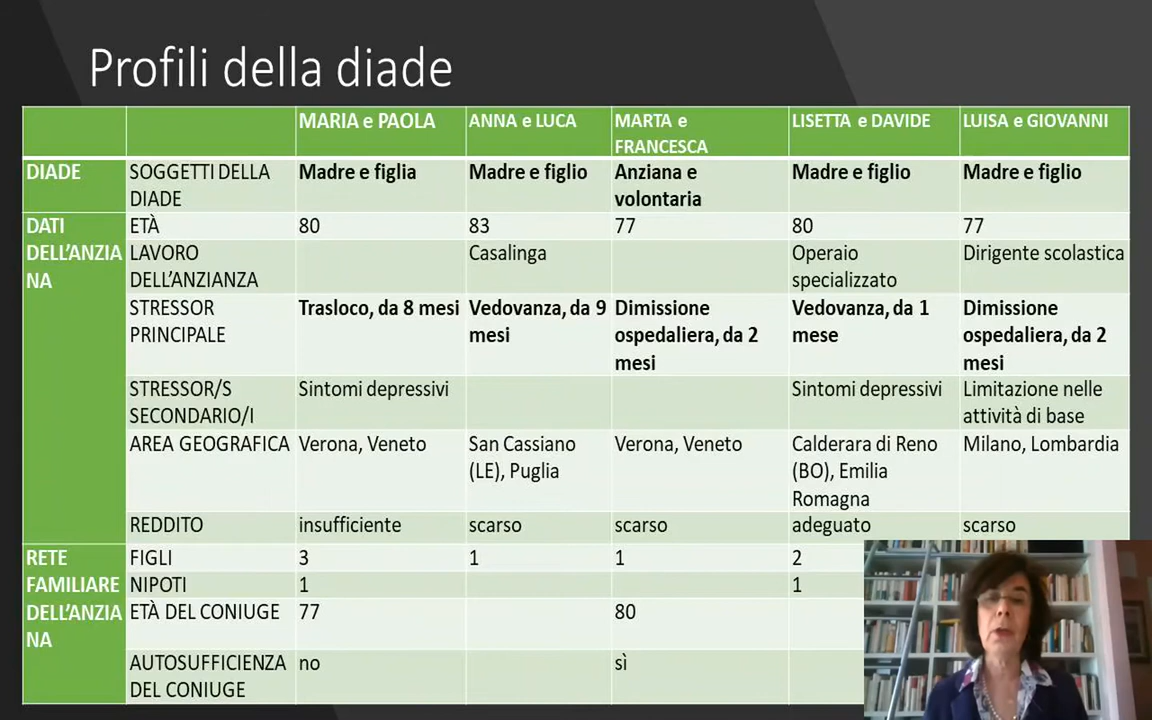 Profili della diade
MARIA e PAOLA ANNA e LUCA MARTA e LISETTA e DAVIDE LUISA e GIOVANNI
FRANCESCA
DIADE SOGGETTI DELLA Madre e figlia Madre e figlio Anziana e Madre e figlio Madre e figlio
DIADE volontaria
DATI ETÀ 80 83 77 80 77
DELL'ANZIA LAVORO Casalinga Operaio Dirigente scolastica
NA DELL'ANZIANZA specializzato
STRESSOR Trasloco, da 8 mesi Vedovanza, da 9 Dimissione Vedovanza, da 1 Dimissione
PRINCIPALE mesi ospedaliera, da 2 mese ospedaliera, da 2
mesi mesi
STRESSOR/S Sintomi depressivi Sintomi depressivi Limitazione nelle
SECONDARIO/I attività di base
AREA GEOGRAFICA Verona, Veneto San Cassiano Verona, Veneto Calderara di Reno Milano, Lombardia
(LE), Puglia (BO), Emilia
Romagna
REDDITO insufficiente scarso scarso adeguato scarso
RETE FIGLI 3 1 1 2
FAMILIARE NIPOTI 1 1
DELL'ANZIA ETÀ DEL CONIUGE 77 80
NA
AUTOSUFFICIENZA no sì
DEL CONIUGE